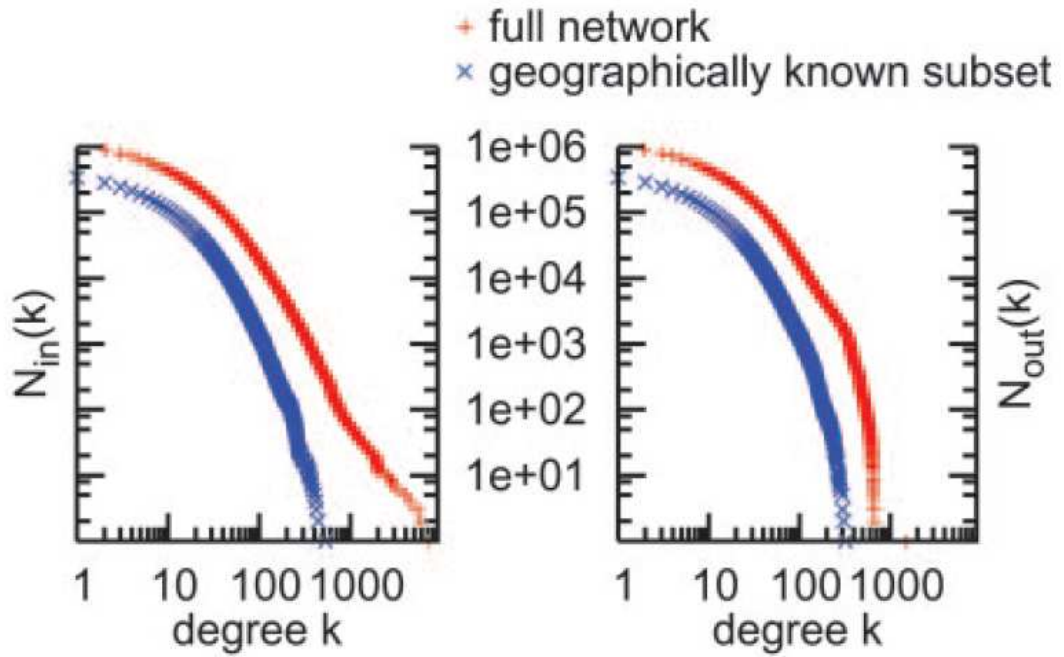 full network
geographically known subset
1e+06
1e+05
1e+04
1e+03
1e+02
1e+01
N_in(k)
N_out(k)
1 10 100 1000
degree k
1 10 100 1000
degree k